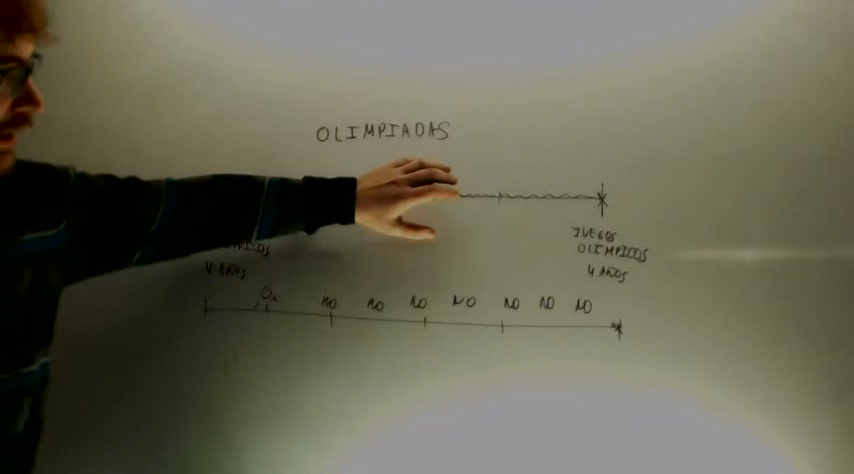 OLIMPIADAS
JUEGOS
OLIMPICOS
4 AÑOS
4 AÑOS
NO NO NO NO NO NO NO